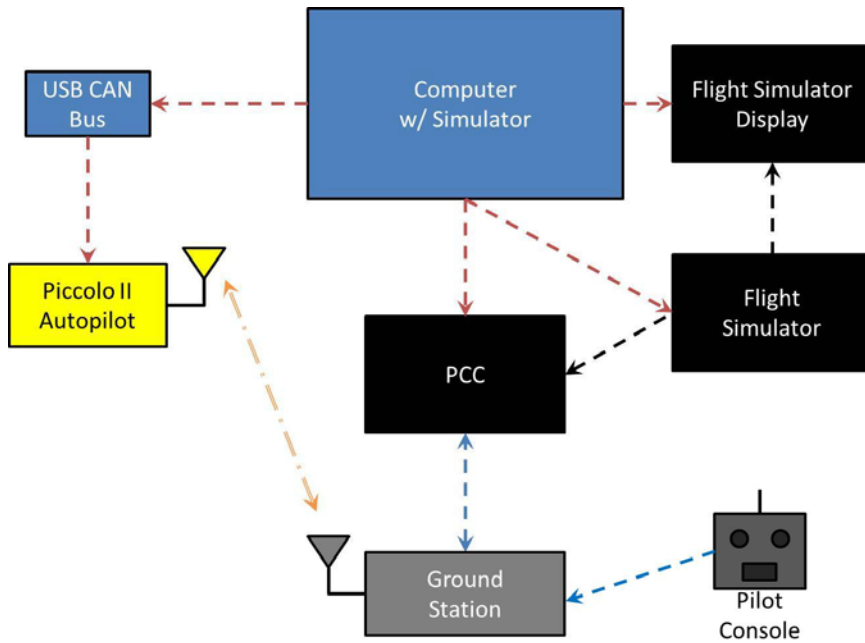 USB CAN
Bus
Computer
w/ Simulator
Flight Simulator
Display
Piccolo II
Autopilot
Flight
Simulator
PCC
Ground
Station
Pilot
Console